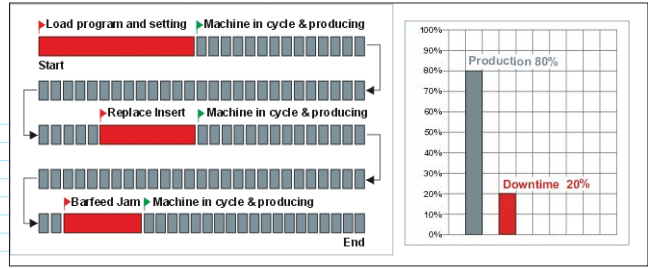 Load program and setting Machine in cycle & producing
Start
Replace Insert Machine in cycle & producing
Barfeed Jam Machine in cycle & producing
End
100%
90%
80%
70%
60%
50%
40%
30%
20%
10%
0%
Production 80%
Downtime 20%